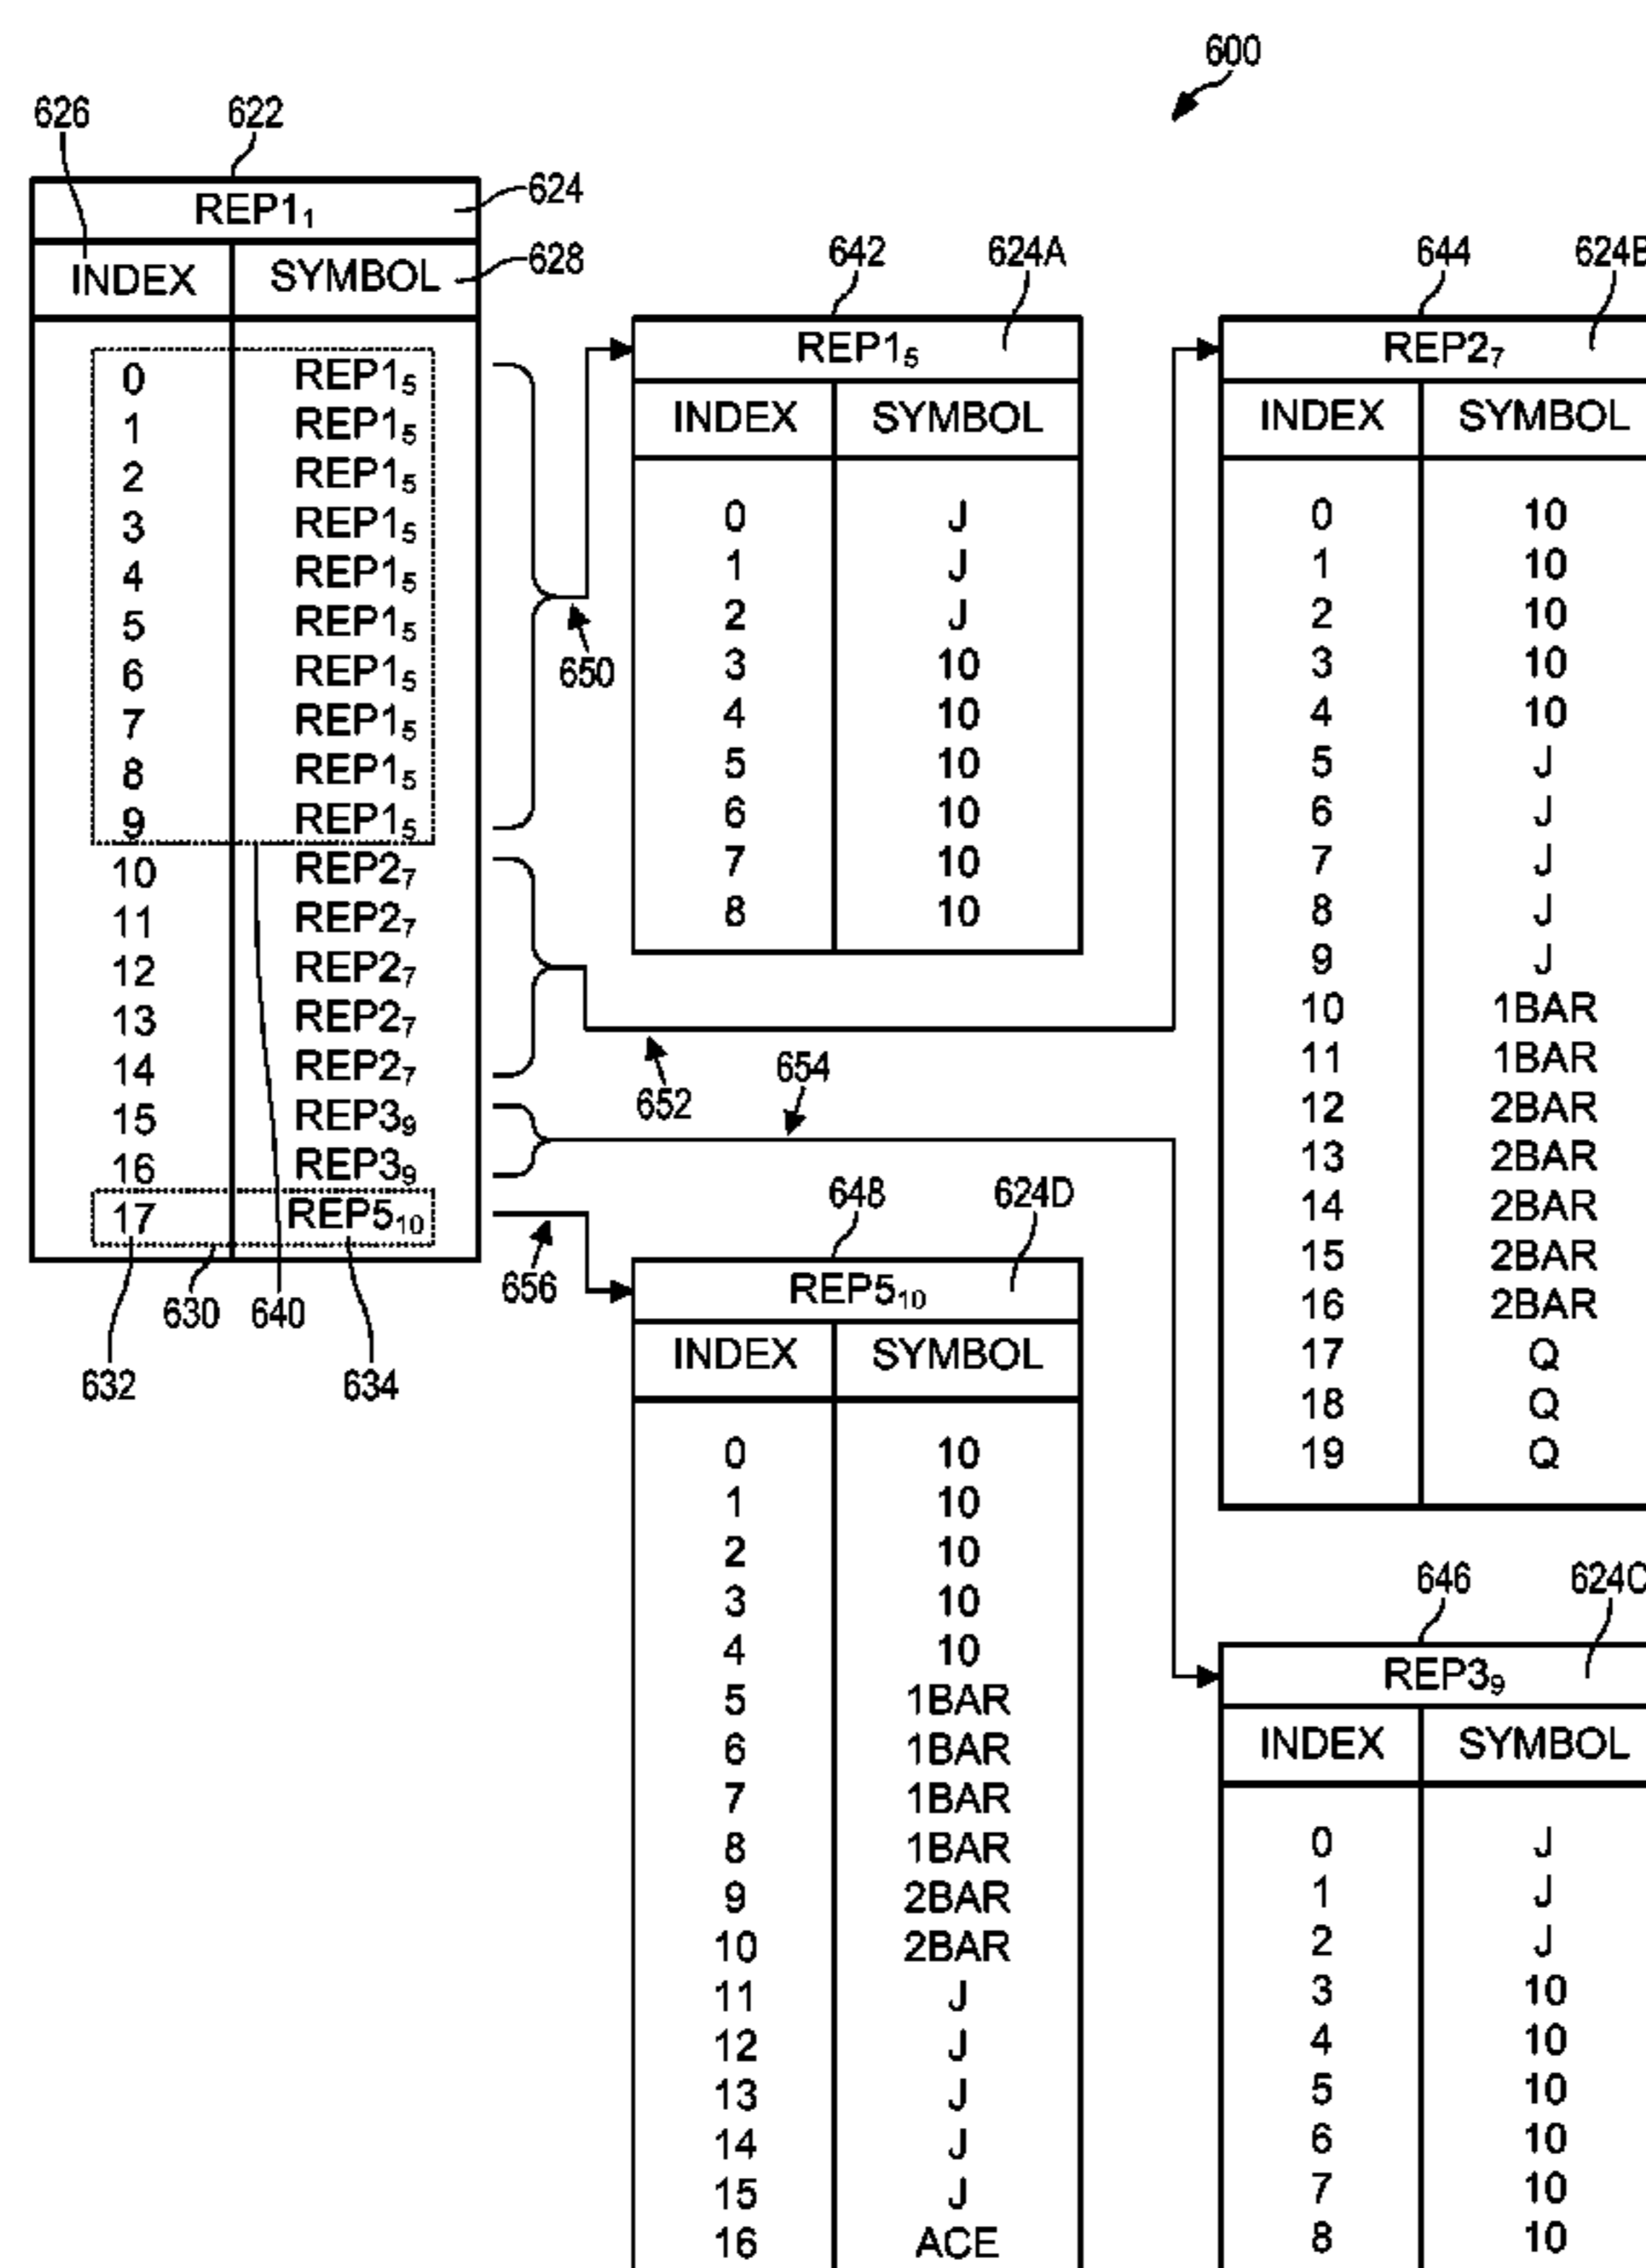 600
626 622
REP1₁ 624
INDEX SYMBOL 628
0 REP1₅
1 REP1₅
2 REP1₅
3 REP1₅
4 REP1₅
5 REP1₅
6 REP1₅
7 REP1₅
8 REP1₅
9 REP1₅
10 REP2₇
11 REP2₇
12 REP2₇
13 REP2₇
14 REP2₇
15 REP3₉
16 REP3₉
17 REP5₁₀
630 640
632 634
650
652
654
656
642 624A
REP1₅
INDEX SYMBOL
0 J
1 J
2 J
3 10
4 10
5 10
6 10
7 10
8 10
648 624D
REP5₁₀
INDEX SYMBOL
0 10
1 10
2 10
3 10
4 10
5 1BAR
6 1BAR
7 1BAR
8 1BAR
9 2BAR
10 2BAR
11 J
12 J
13 J
14 J
15 J
16 ACE
644 624B
REP2₇
INDEX SYMBOL
0 10
1 10
2 10
3 10
4 10
5 J
6 J
7 J
8 J
9 J
10 1BAR
11 1BAR
12 2BAR
13 2BAR
14 2BAR
15 2BAR
16 2BAR
17 Q
18 Q
19 Q
646 624C
REP3₉
INDEX SYMBOL
0 J
1 J
2 J
3 10
4 10
5 10
6 10
7 10
8 10